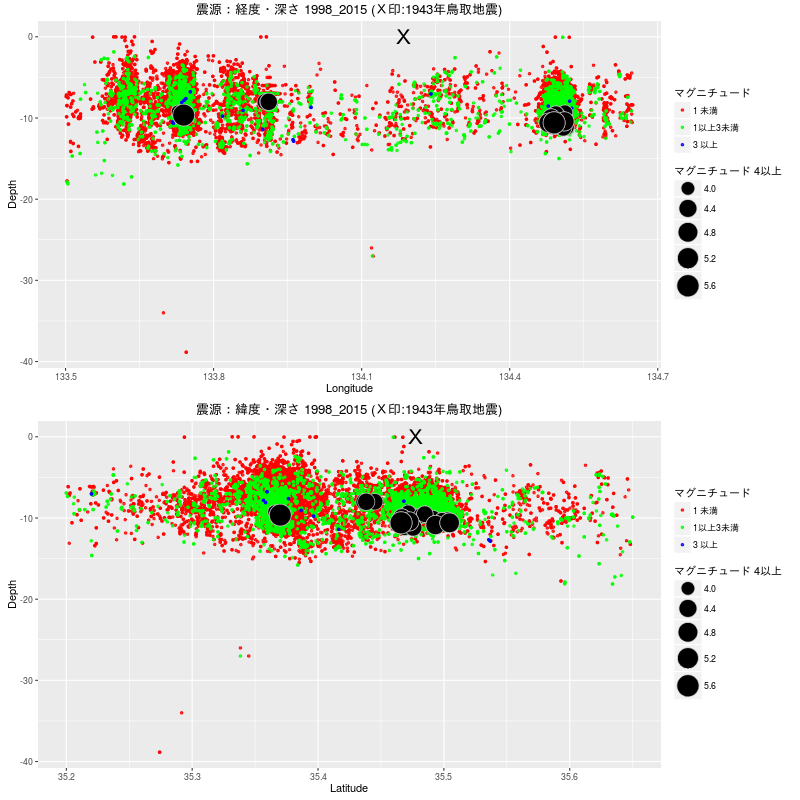 震源：経度・深さ 1998_2015 (Ｘ印:1943年鳥取地震)
X
0
-10
-20
-30
-40
Depth
133.5
133.8
134.1
134.4
134.7
Longitude
マグニチュード
1 未満
1以上3未満
3 以上
マグニチュード 4以上
4.0
4.4
4.8
5.2
5.6
震源：緯度・深さ 1998_2015 (Ｘ印:1943年鳥取地震)
X
0
-10
-20
-30
-40
Depth
35.2
35.3
35.4
35.5
35.6
Latitude
マグニチュード
1 未満
1以上3未満
3 以上
マグニチュード 4以上
4.0
4.4
4.8
5.2
5.6